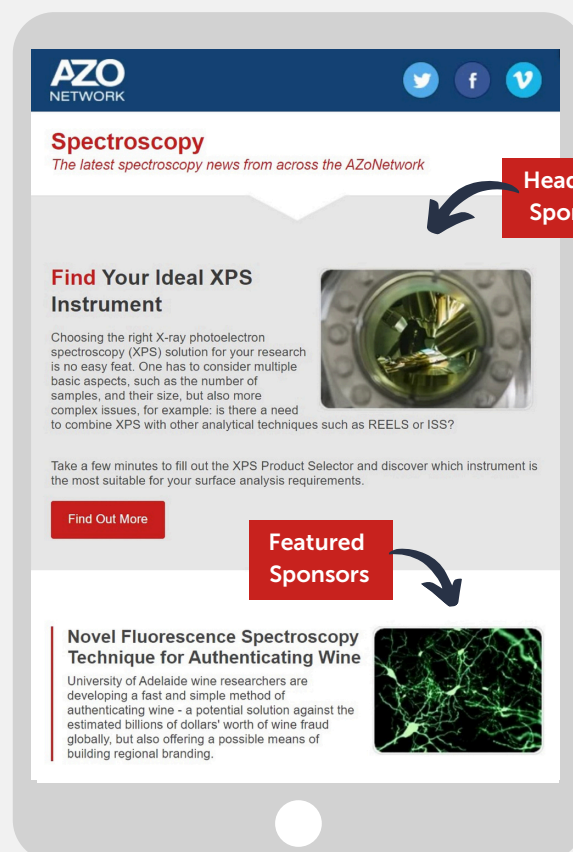 AZO
NETWORK
Spectroscopy
The latest spectroscopy news from across the AZoNetwork
Find Your Ideal XPS
Instrument
Choosing the right X-ray photoelectron
spectroscopy (XPS) solution for your research
is no easy feat. One has to consider multiple
basic aspects, such as the number of
samples, and their size, but also more
complex issues, for example: is there a need
to combine XPS with other analytical techniques such as REELS or ISS?
Take a few minutes to fill out the XPS Product Selector and discover which instrument is
the most suitable for your surface analysis requirements.
Find Out More
Featured
Sponsors
Novel Fluorescence Spectroscopy
Technique for Authenticating Wine
University of Adelaide wine researchers are
developing a fast and simple method of
authenticating wine - a potential solution against the
estimated billions of dollars' worth of wine fraud
globally, but also offering a possible means of
building regional branding.